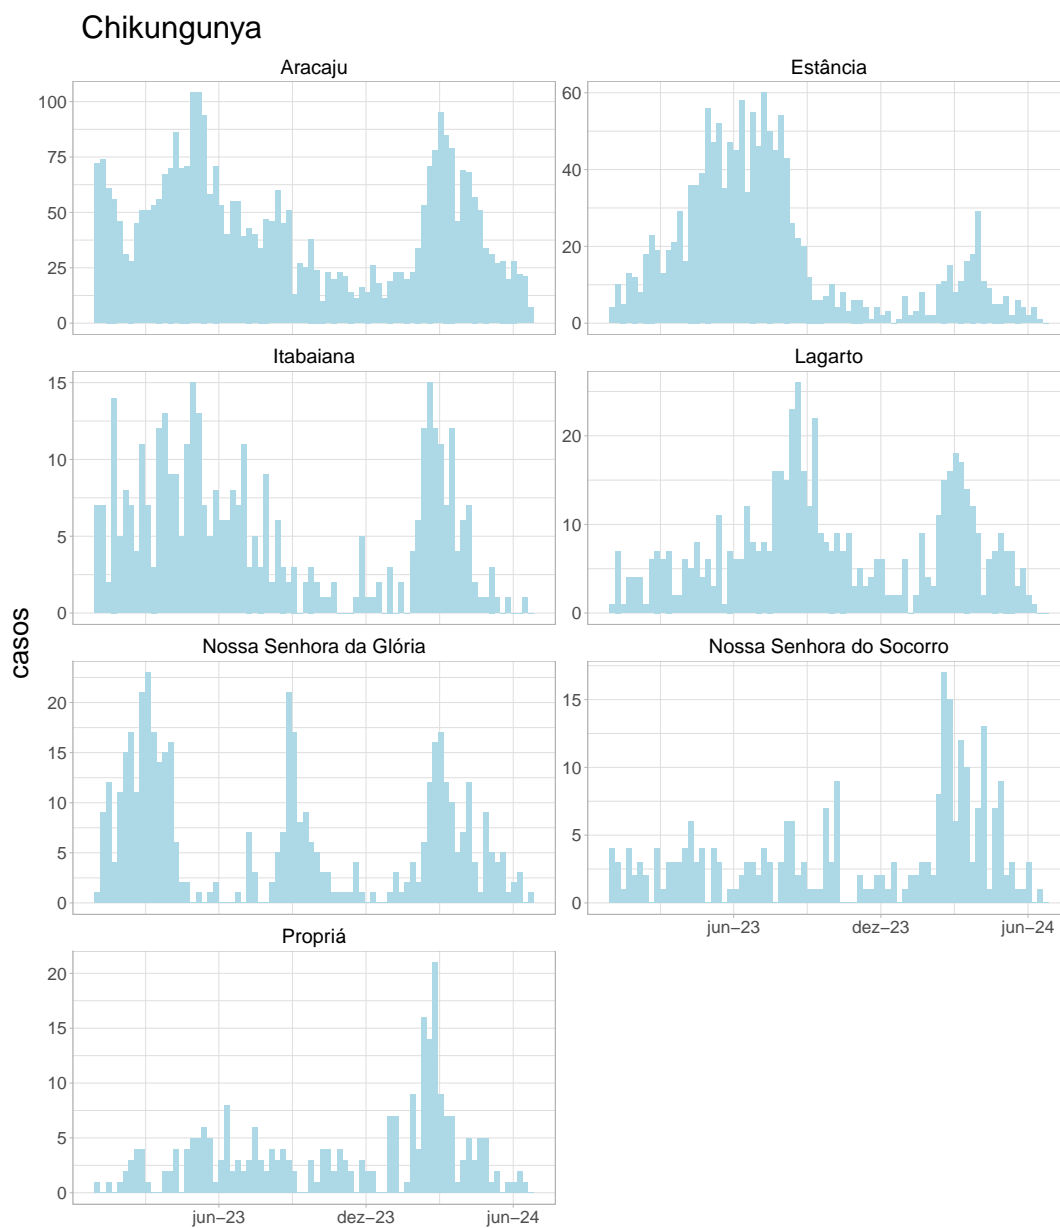 Chikungunya
Aracaju
Estância
100
75
50
25
0
60
40
20
0
Itabaiana
Lagarto
15
10
5
0
20
10
0
casos
Nossa Senhora da Glória
Nossa Senhora do Socorro
20
15
10
5
0
15
10
5
0
jun−23
dez−23
jun−24
Propriá
20
15
10
5
0
jun−23
dez−23
jun−24